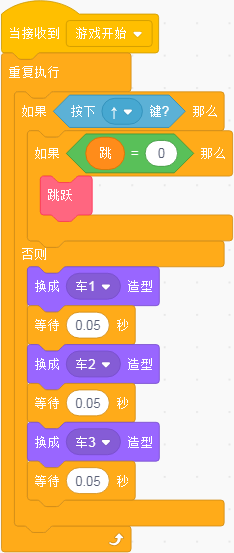 当接收到 游戏开始
重复执行
如果 按下 ↑ 键? 那么
如果 跳 = 0 那么
跳跃
否则
换成 车1 造型
等待 0.05 秒
换成 车2 造型
等待 0.05 秒
换成 车3 造型
等待 0.05 秒